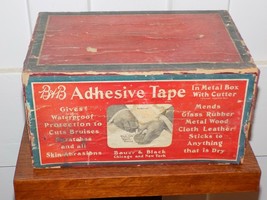 B&B Adhesive Tape
In Metal Box
With Cutter
Gives
Waterproof
Protection to
Cuts Bruises
and all
Skin Abrasions
Mends
Glass Rubber
Metal Wood
Cloth Leather
Sticks to
Anything
that is Dry
Bauer & Black
Chicago and New York